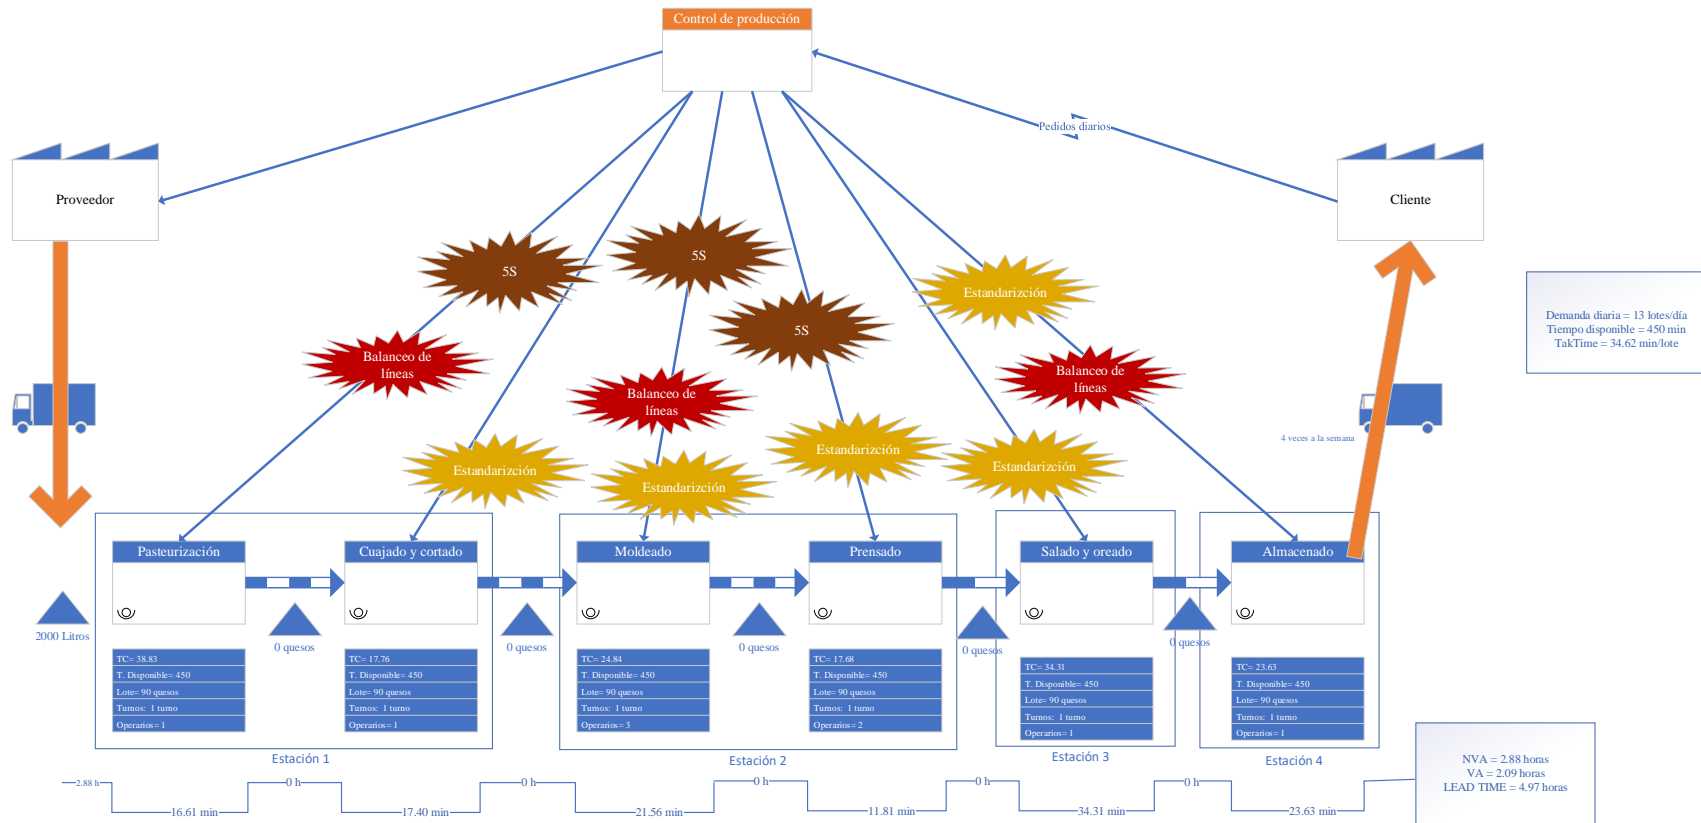 Control de producción
Pedidos diarios
Proveedor
Cliente
5S
5S
5S
Estandarizción
Demanda diaria = 13 lotes/día
Tiempo disponible = 450 min
TakTime = 34.62 min/lote
Balanceo de
líneas
Balanceo de
líneas
Balanceo de
líneas
4 veces a la semana
Estandarizción
Estandarizción
Estandarizción
Estandarizción
Pasteurización
Cuajado y cortado
Moldeado
Prensado
Salado y oreado
Almacenado
2000 Litros
0 quesos
0 quesos
0 quesos
0 quesos
0 quesos
TC= 38.83
T. Disponible= 450
Lote= 90 quesos
Turnos: 1 turno
Operarios= 1
TC= 17.76
T. Disponible= 450
Lote= 90 quesos
Turnos: 1 turno
Operarios= 1
TC= 24.84
T. Disponible= 450
Lote= 90 quesos
Turnos: 1 turno
Operarios= 3
TC= 17.68
T. Disponible= 450
Lote= 90 quesos
Turnos: 1 turno
Operarios= 2
TC= 34.31
T. Disponible= 450
Lote= 90 quesos
Turnos: 1 turno
Operarios= 1
TC= 23.63
T. Disponible= 450
Lote= 90 quesos
Turnos: 1 turno
Operarios= 1
Estación 1
Estación 2
Estación 3
Estación 4
2.88 h
16.61 min
0 h
17.40 min
0 h
21.56 min
0 h
11.81 min
0 h
34.31 min
0 h
23.63 min
NVA = 2.88 horas
VA = 2.09 horas
LEAD TIME = 4.97 horas